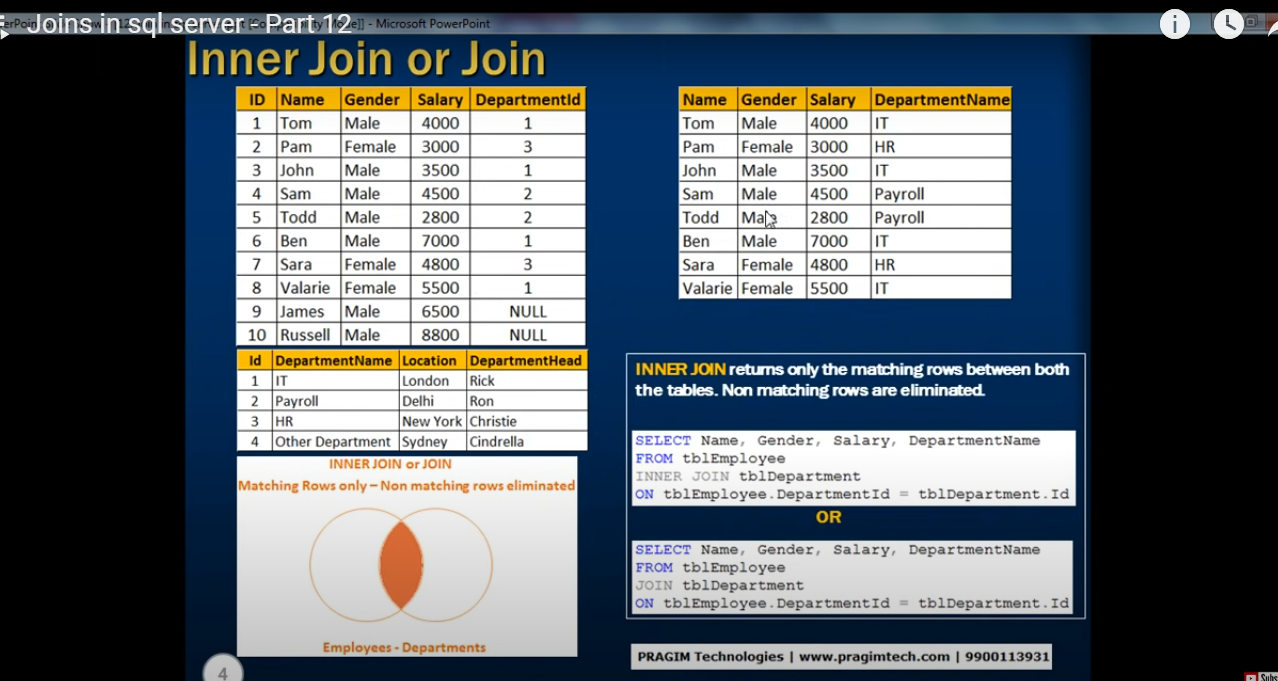 Joins in sql server - Part 12
Microsoft PowerPoint
Inner Join or Join
ID Name Gender Salary DepartmentId
1 Tom Male 4000 1
2 Pam Female 3000 3
3 John Male 3500 1
4 Sam Male 4500 2
5 Todd Male 2800 2
6 Ben Male 7000 1
7 Sara Female 4800 3
8 Valarie Female 5500 1
9 James Male 6500 NULL
10 Russell Male 8800 NULL
Id DepartmentName Location DepartmentHead
1 IT London Rick
2 Payroll Delhi Ron
3 HR New York Christie
4 Other Department Sydney Cindrella
INNER JOIN or JOIN
Matching Rows only – Non matching rows eliminated
Employees - Departments
4
Name Gender Salary DepartmentName
Tom Male 4000 IT
Pam Female 3000 HR
John Male 3500 IT
Sam Male 4500 Payroll
Todd Male 2800 Payroll
Ben Male 7000 IT
Sara Female 4800 HR
Valarie Female 5500 IT
INNER JOIN returns only the matching rows between both
the tables. Non matching rows are eliminated.
SELECT Name, Gender, Salary, DepartmentName
FROM tblEmployee
INNER JOIN tblDepartment
ON tblEmployee.DepartmentId = tblDepartment.Id
OR
SELECT Name, Gender, Salary, DepartmentName
FROM tblEmployee
JOIN tblDepartment
ON tblEmployee.DepartmentId = tblDepartment.Id
PRAGIM Technologies | www.pragimtech.com | 9900113931